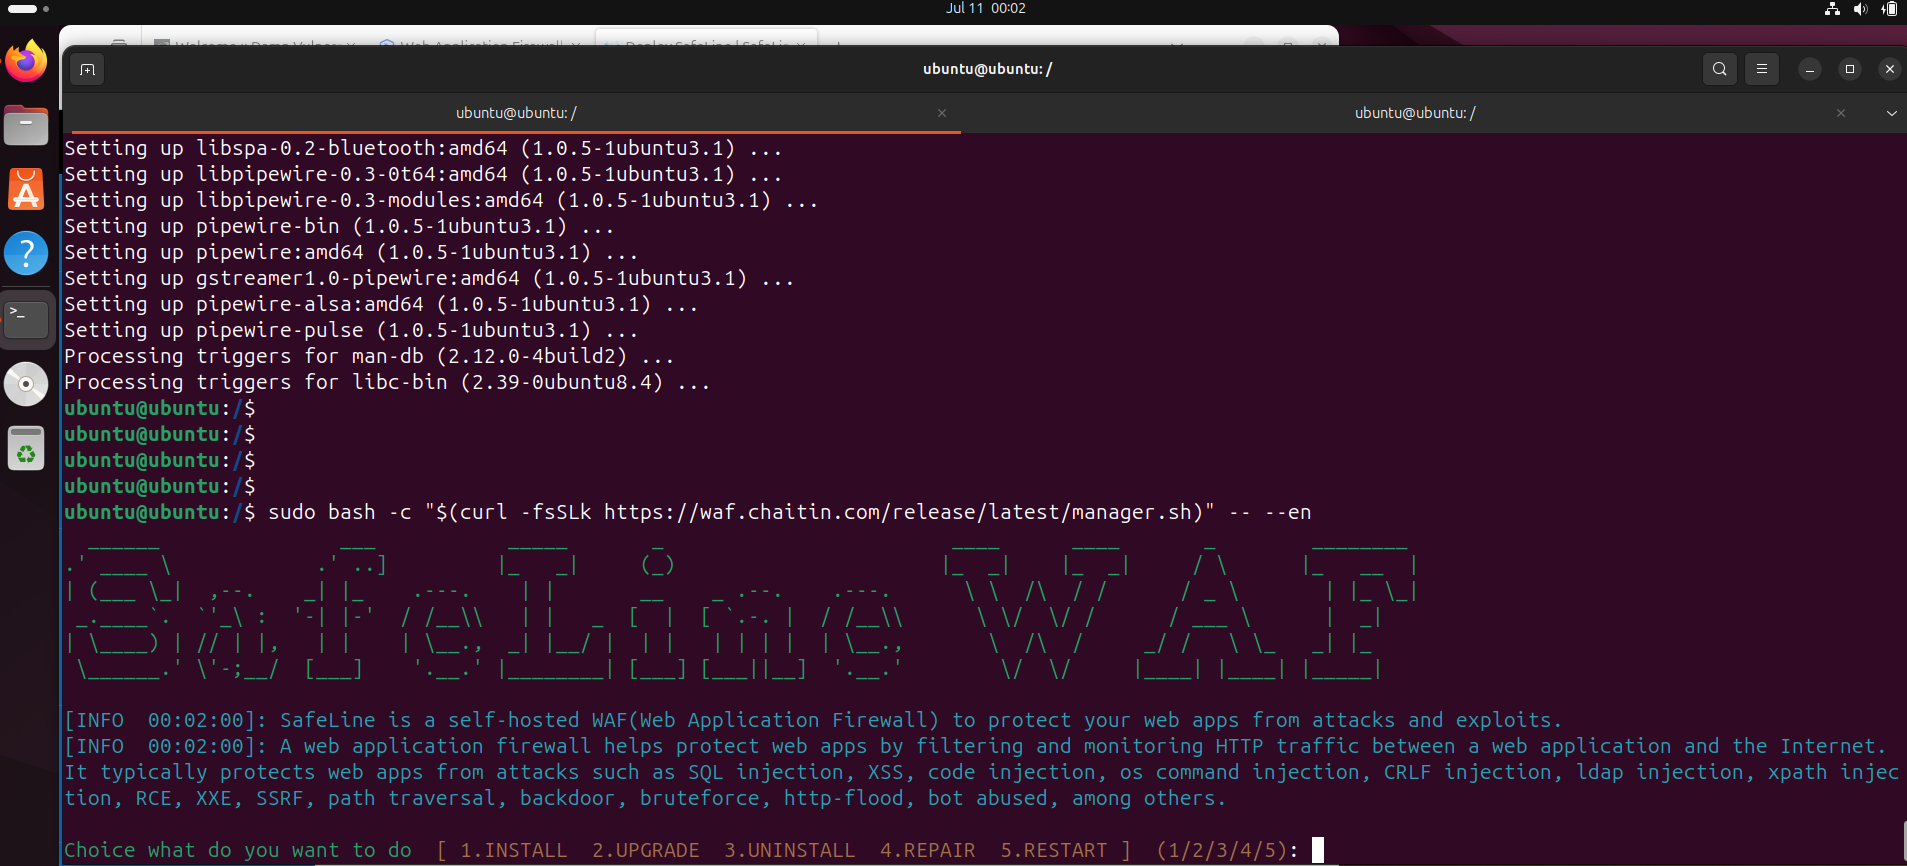 Jul 11 00:02
ubuntu@ubuntu: /
ubuntu@ubuntu: /
ubuntu@ubuntu: /
Setting up libspa-0.2-bluetooth:amd64 (1.0.5-1ubuntu3.1) ...
Setting up libpipewire-0.3-0t64:amd64 (1.0.5-1ubuntu3.1) ...
Setting up libpipewire-0.3-modules:amd64 (1.0.5-1ubuntu3.1) ...
Setting up pipewire-bin (1.0.5-1ubuntu3.1) ...
Setting up pipewire:amd64 (1.0.5-1ubuntu3.1) ...
Setting up gstreamer1.0-pipewire:amd64 (1.0.5-1ubuntu3.1) ...
Setting up pipewire-alsa:amd64 (1.0.5-1ubuntu3.1) ...
Setting up pipewire-pulse (1.0.5-1ubuntu3.1) ...
Processing triggers for man-db (2.12.0-4build2) ...
Processing triggers for libc-bin (2.39-0ubuntu8.4) ...
ubuntu@ubuntu:/$
ubuntu@ubuntu:/$
ubuntu@ubuntu:/$
ubuntu@ubuntu:/$
ubuntu@ubuntu:/$ sudo bash -c "$(curl -fsSLk https://waf.chaitin.com/release/latest/manager.sh)" -- --en
SafeLine WAF
[INFO  00:02:00]: SafeLine is a self-hosted WAF(Web Application Firewall) to protect your web apps from attacks and exploits.
[INFO  00:02:00]: A web application firewall helps protect web apps by filtering and monitoring HTTP traffic between a web application and the Internet.
It typically protects web apps from attacks such as SQL injection, XSS, code injection, os command injection, CRLF injection, ldap injection, xpath injec
tion, RCE, XXE, SSRF, path traversal, backdoor, bruteforce, http-flood, bot abused, among others.
Choice what do you want to do  [ 1.INSTALL  2.UPGRADE  3.UNINSTALL  4.REPAIR  5.RESTART ]  (1/2/3/4/5):